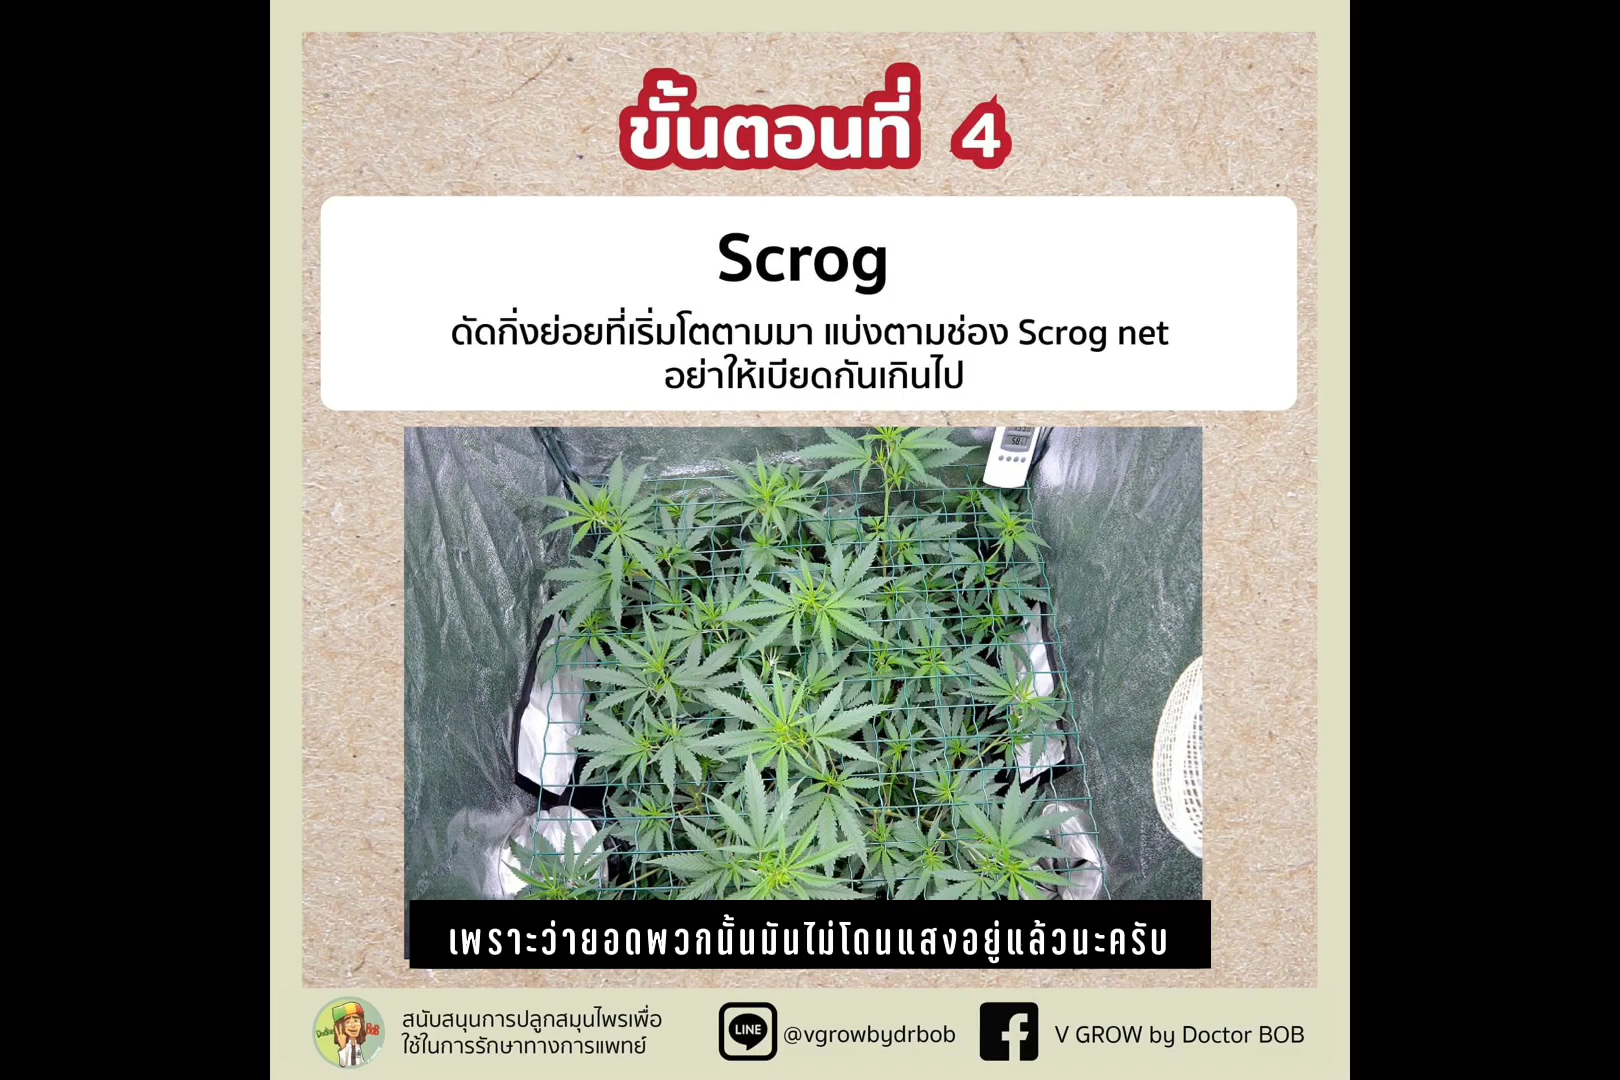 ขั้นตอนที่ 4
Scrog
ดัดกิ่งย่อยที่เริ่มโตตามมา แบ่งตามช่อง Scrog net
อย่าให้เบียดกันเกินไป
เพราะว่ายอดพวกนั้นมันไม่โดนแสงอยู่แล้วนะครับ
สนับสนุนการปลูกสมุนไพรเพื่อ
ใช้ในการรักษาทางการแพทย์
LINE
@vgrowbydrbob
V GROW by Doctor BOB